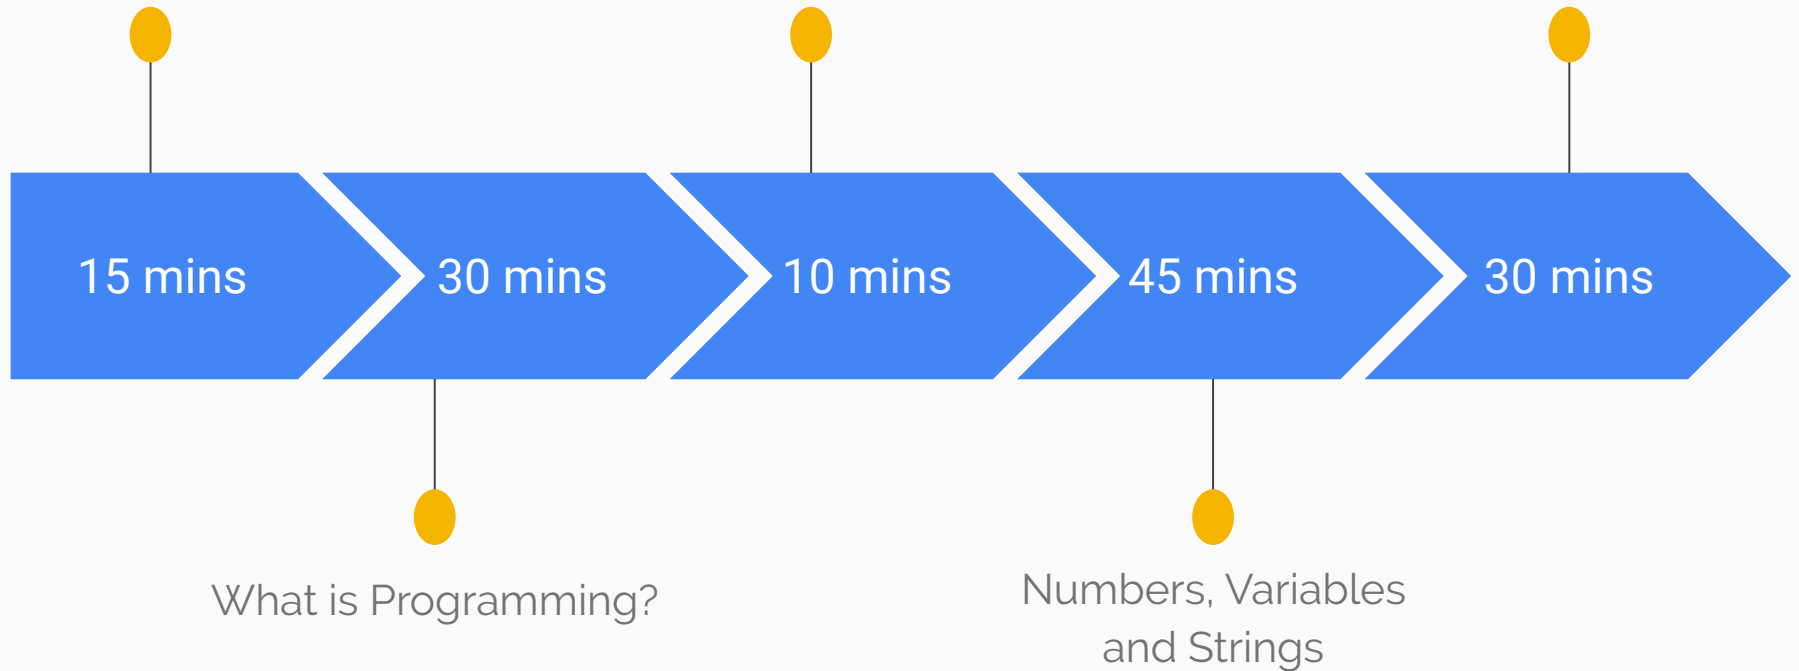 15 mins
30 mins
10 mins
45 mins
30 mins
What is Programming?
Numbers, Variables
and Strings